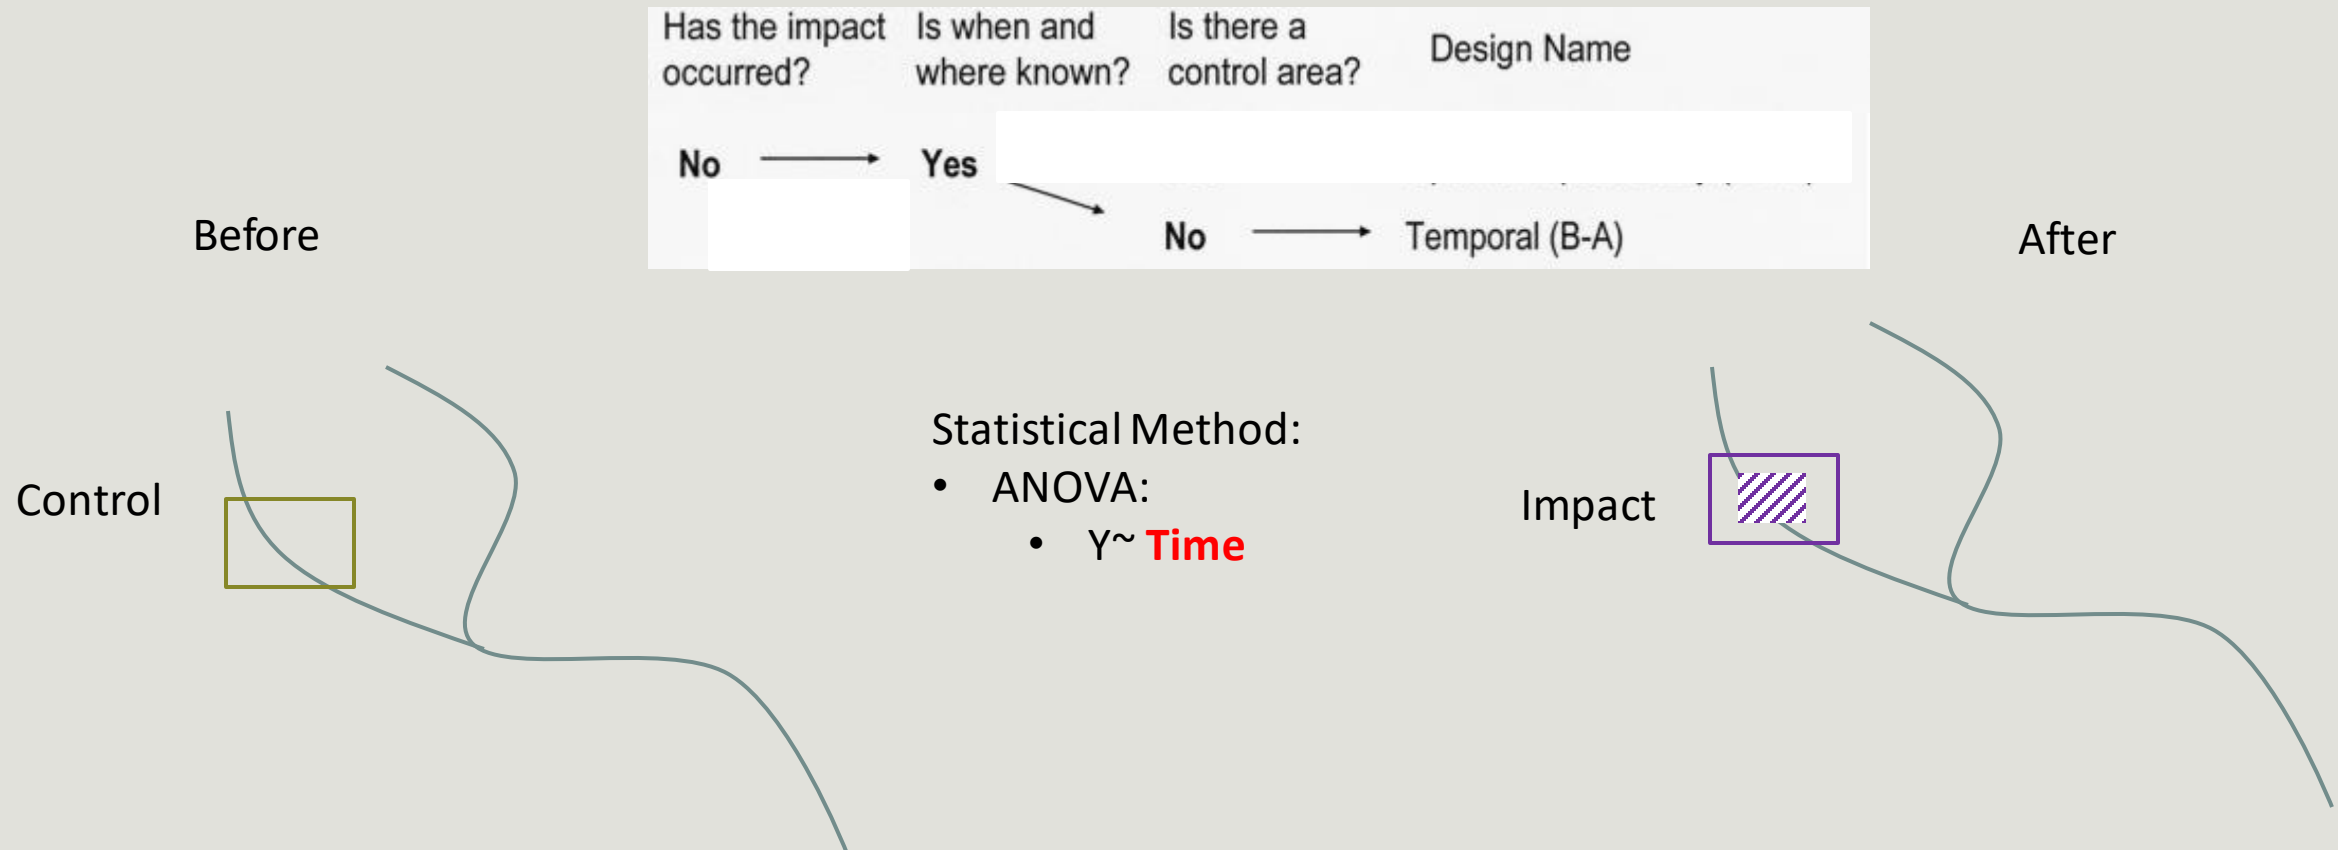 Has the impact occurred?
Is when and where known?
Is there a control area?
Design Name
No
Yes
No
Temporal (B-A)
Before
After
Control
Statistical Method:
• ANOVA:
• Y~ Time
Impact